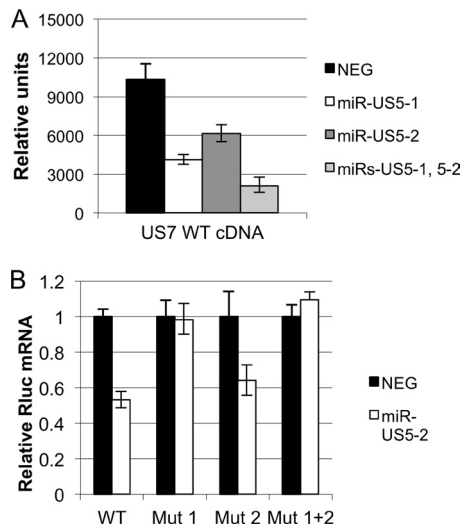 A
Relative units
15000
12000
9000
6000
3000
0
US7 WT cDNA
NEG
miR-US5-1
miR-US5-2
miRs-US5-1, 5-2
B
Relative Rluc mRNA
1.2
1
0.8
0.6
0.4
0.2
0
WT Mut 1 Mut 2 Mut 1+2
NEG
miR-
US5-2